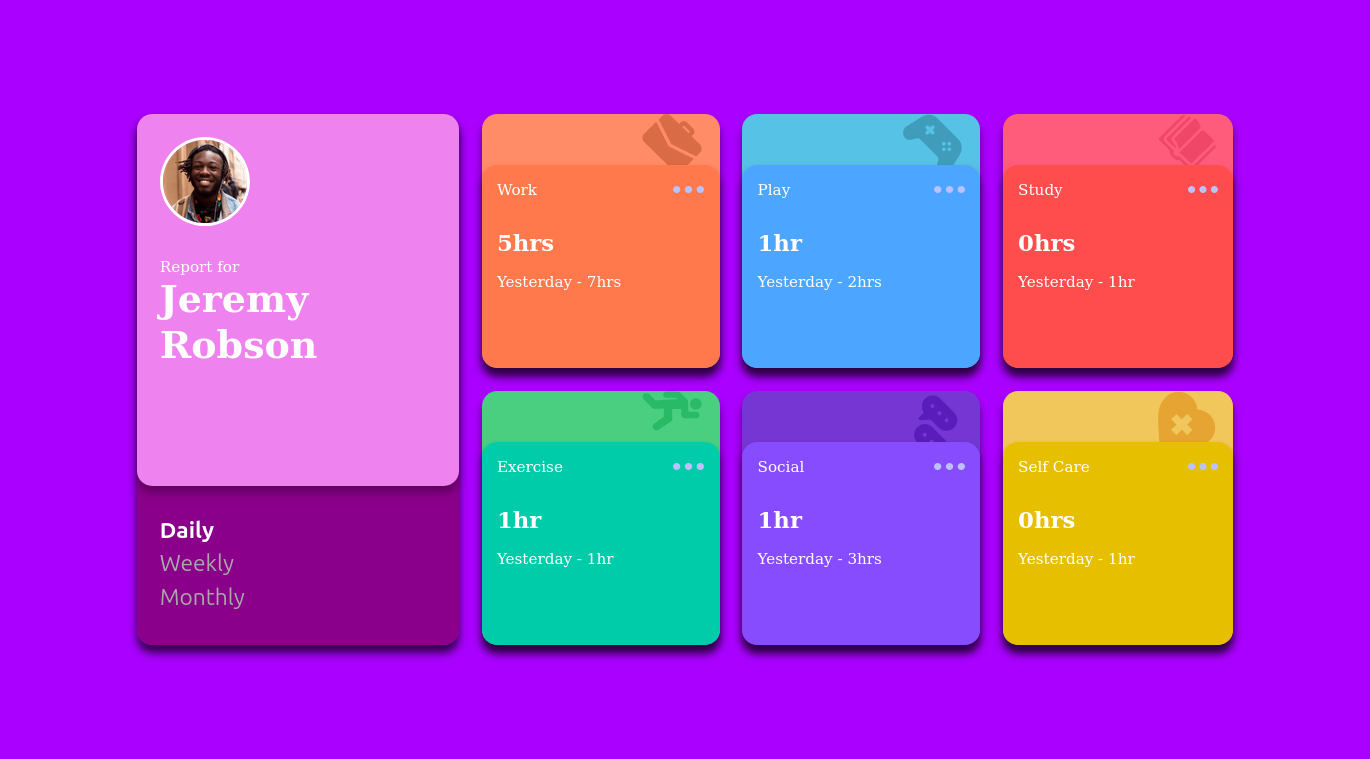 Report for
Jeremy
Robson
Daily
Weekly
Monthly
Work
5hrs
Yesterday - 7hrs
Play
1hr
Yesterday - 2hrs
Study
0hrs
Yesterday - 1hr
Exercise
1hr
Yesterday - 1hr
Social
1hr
Yesterday - 3hrs
Self Care
0hrs
Yesterday - 1hr